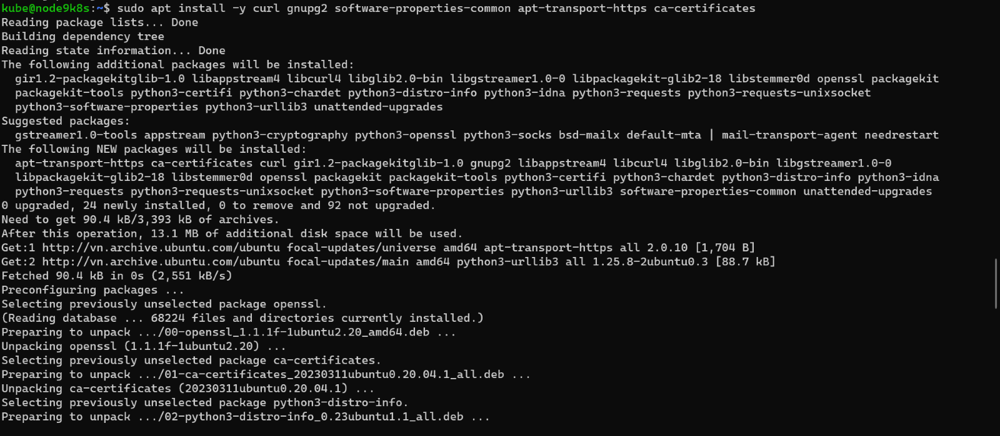 kube@node9k8s:~$ sudo apt install -y curl gnupg2 software-properties-common apt-transport-https ca-certificates
Reading package lists... Done
Building dependency tree
Reading state information... Done
The following additional packages will be installed:
  gir1.2-packagekitglib-1.0 libappstream4 libcurl4 libglib2.0-bin libgstreamer1.0-0 libpackagekit-glib2-18 libstemmer0d openssl packagekit
  packagekit-tools python3-certifi python3-chardet python3-distro-info python3-idna python3-requests python3-requests-unixsocket
  python3-software-properties python3-urllib3 unattended-upgrades
Suggested packages:
  gstreamer1.0-tools appstream python3-cryptography python3-openssl python3-socks bsd-mailx default-mta | mail-transport-agent needrestart
The following NEW packages will be installed:
  apt-transport-https ca-certificates curl gir1.2-packagekitglib-1.0 gnupg2 libappstream4 libcurl4 libglib2.0-bin libgstreamer1.0-0
  libpackagekit-glib2-18 libstemmer0d openssl packagekit packagekit-tools python3-certifi python3-chardet python3-distro-info python3-idna
  python3-requests python3-requests-unixsocket python3-software-properties python3-urllib3 software-properties-common unattended-upgrades
0 upgraded, 24 newly installed, 0 to remove and 92 not upgraded.
Need to get 90.4 kB/3,393 kB of archives.
After this operation, 13.1 MB of additional disk space will be used.
Get:1 http://vn.archive.ubuntu.com/ubuntu focal-updates/universe amd64 apt-transport-https all 2.0.10 [1,704 B]
Get:2 http://vn.archive.ubuntu.com/ubuntu focal-updates/main amd64 python3-urllib3 all 1.25.8-2ubuntu0.3 [88.7 kB]
Fetched 90.4 kB in 0s (2,551 kB/s)
Preconfiguring packages ...
Selecting previously unselected package openssl.
(Reading database ... 68224 files and directories currently installed.)
Preparing to unpack .../00-openssl_1.1.1f-1ubuntu2.20_amd64.deb ...
Unpacking openssl (1.1.1f-1ubuntu2.20) ...
Selecting previously unselected package ca-certificates.
Preparing to unpack .../01-ca-certificates_20230311ubuntu0.20.04.1_all.deb ...
Unpacking ca-certificates (20230311ubuntu0.20.04.1) ...
Selecting previously unselected package python3-distro-info.
Preparing to unpack .../02-python3-distro-info_0.23ubuntu1.1_all.deb ...